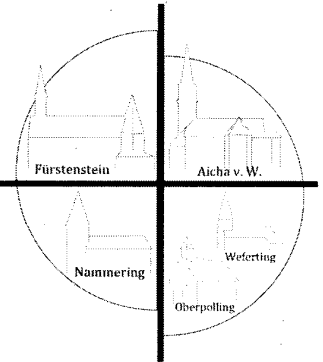 Fürstenstein
Aicha v. W.
Nammering
Weferting
Oberpolling